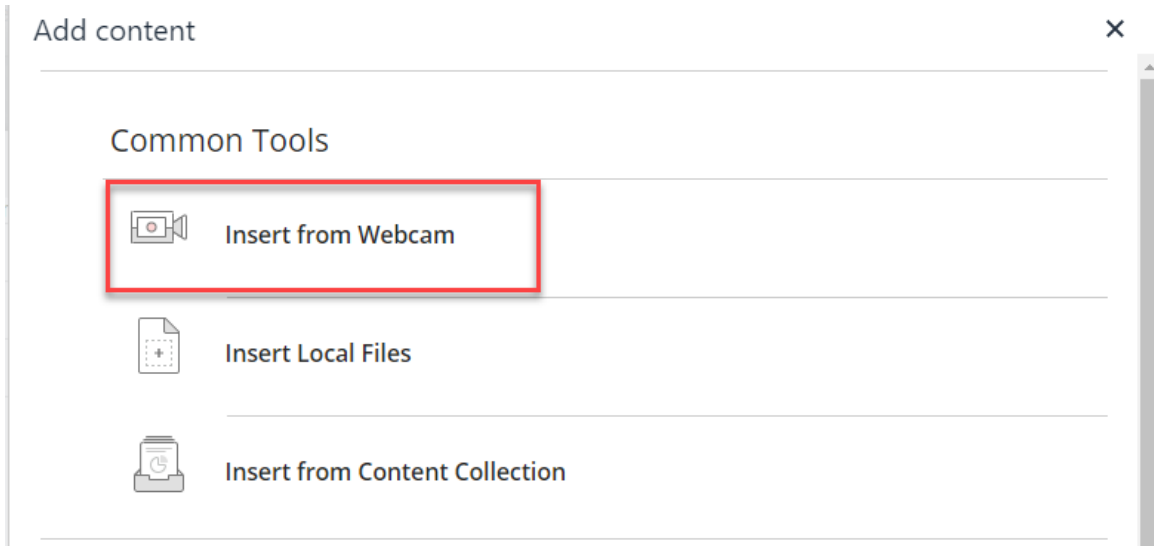 Add content
Common Tools
Insert from Webcam
Insert Local Files
Insert from Content Collection